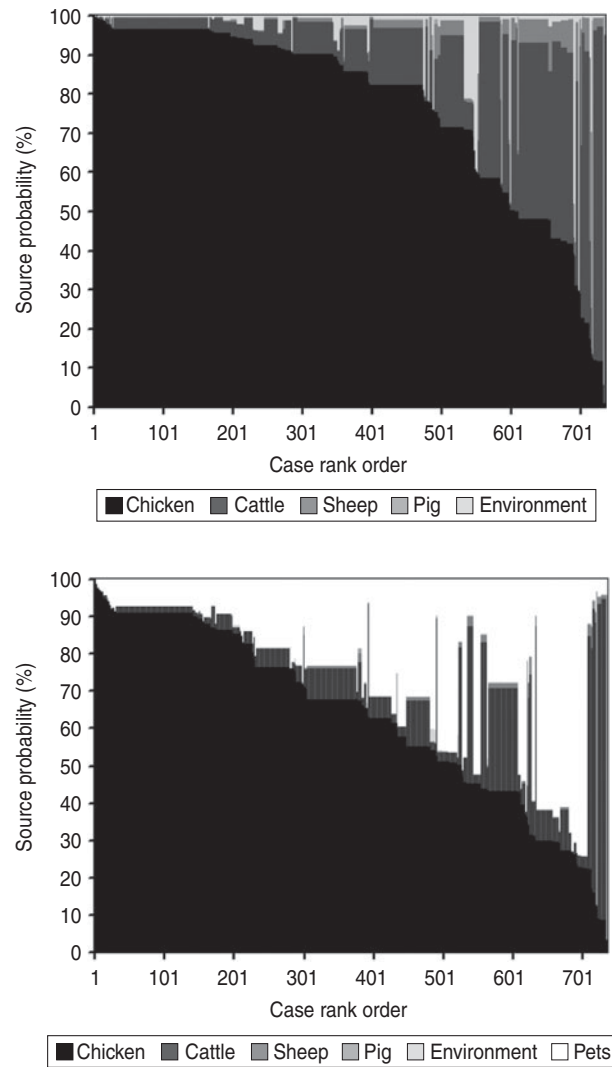 100
90
80
70
60
50
40
30
20
10
0
Source probability (%)
1 101 201 301 401 501 601 701
Case rank order
Chicken Cattle Sheep Pig Environment
100
90
80
70
60
50
40
30
20
10
0
Source probability (%)
1 101 201 301 401 501 601 701
Case rank order
Chicken Cattle Sheep Pig Environment Pets